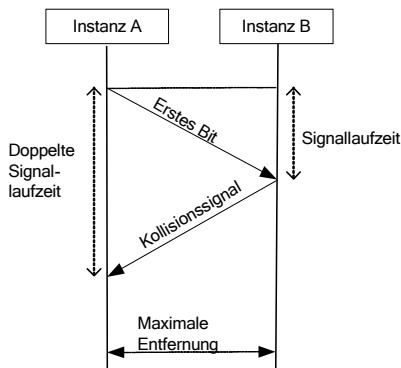 Instanz A
Instanz B
Erstes Bit
Doppelte
Signal-
laufzeit
Signallaufzeit
Kollisionssignal
Maximale
Entfernung